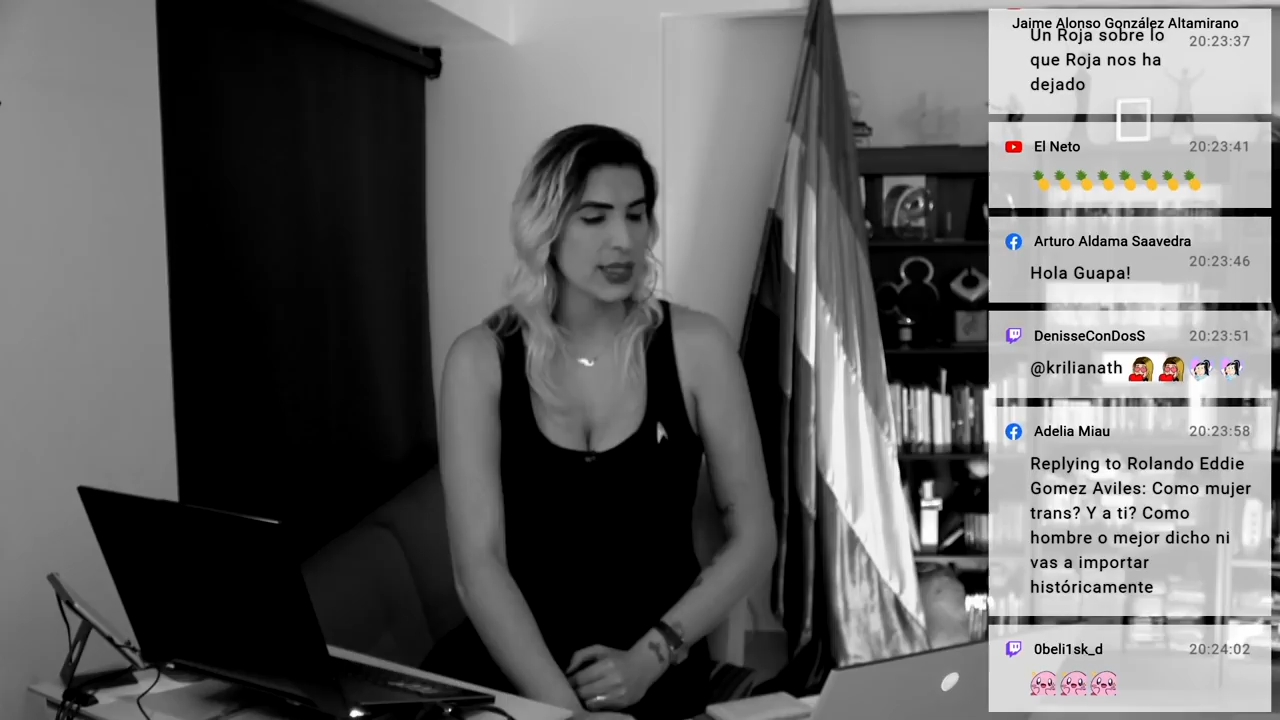 Jaime Alonso González Altamirano
Un Roja sobre lo
20:23:37
que Roja nos ha
dejado
El Neto
20:23:41
Arturo Aldama Saavedra
20:23:46
Hola Guapa!
DenisseConDosS
20:23:51
@krilianath
Adelia Miau
20:23:58
Replying to Rolando Eddie
Gomez Aviles: Como mujer
trans? Y a ti? Como
hombre o mejor dicho ni
vas a importar
históricamente
0beli1sk_d
20:24:02